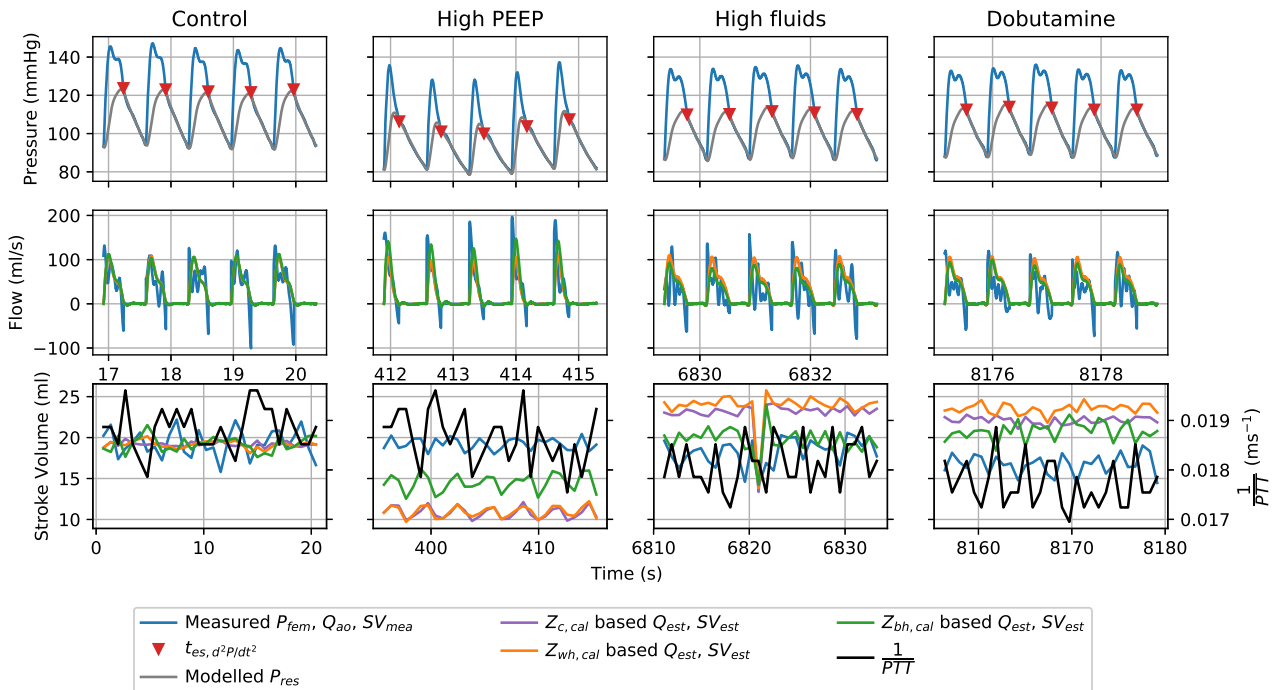 Control High PEEP High fluids Dobutamine
Pressure (mmHg)
140
120
100
80
Flow (ml/s)
200
100
0
−100
17 18 19 20 412 413 414 415 6830 6832 8176 8178
Stroke Volume (ml)
25
20
15
10
0.019
0.018
0.017
1/PTT (ms⁻¹)
0 10 20 400 410 6810 6820 6830 8160 8170 8180
Time (s)
Measured P_fem, Q_ao, SV_mea Z_c,cal based Q_est, SV_est Z_bh,cal based Q_est, SV_est
t_es,d²P/dt² Z_wh,cal based Q_est, SV_est 1/PTT
Modelled P_res